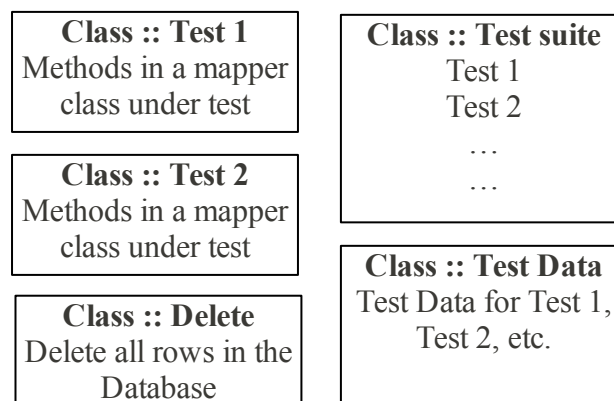 Class :: Test 1
Methods in a mapper
class under test
Class :: Test 2
Methods in a mapper
class under test
Class :: Delete
Delete all rows in the
Database
Class :: Test suite
Test 1
Test 2
…
…
Class :: Test Data
Test Data for Test 1,
Test 2, etc.